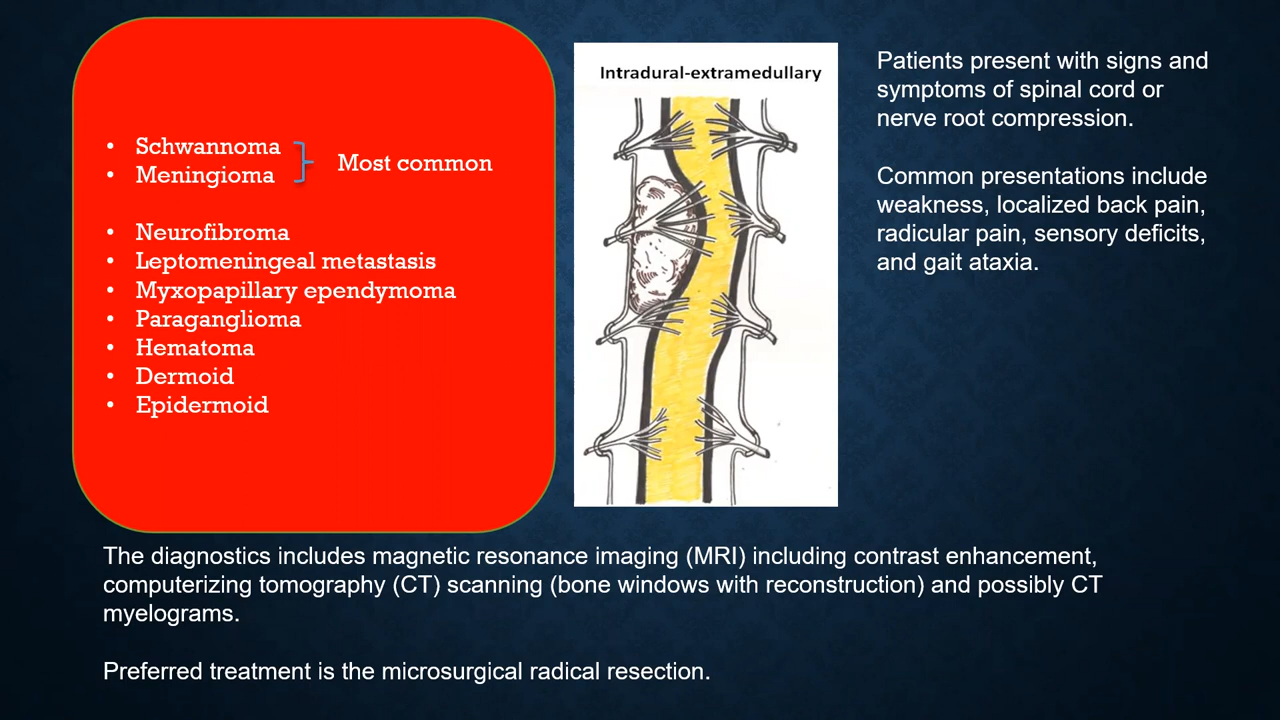 • Schwannoma
• Meningioma
Most common
• Neurofibroma
• Leptomeningeal metastasis
• Myxopapillary ependymoma
• Paraganglioma
• Hematoma
• Dermoid
• Epidermoid
Intradural-extramedullary
Patients present with signs and
symptoms of spinal cord or
nerve root compression.
Common presentations include
weakness, localized back pain,
radicular pain, sensory deficits,
and gait ataxia.
The diagnostics includes magnetic resonance imaging (MRI) including contrast enhancement,
computerizing tomography (CT) scanning (bone windows with reconstruction) and possibly CT
myelograms.
Preferred treatment is the microsurgical radical resection.